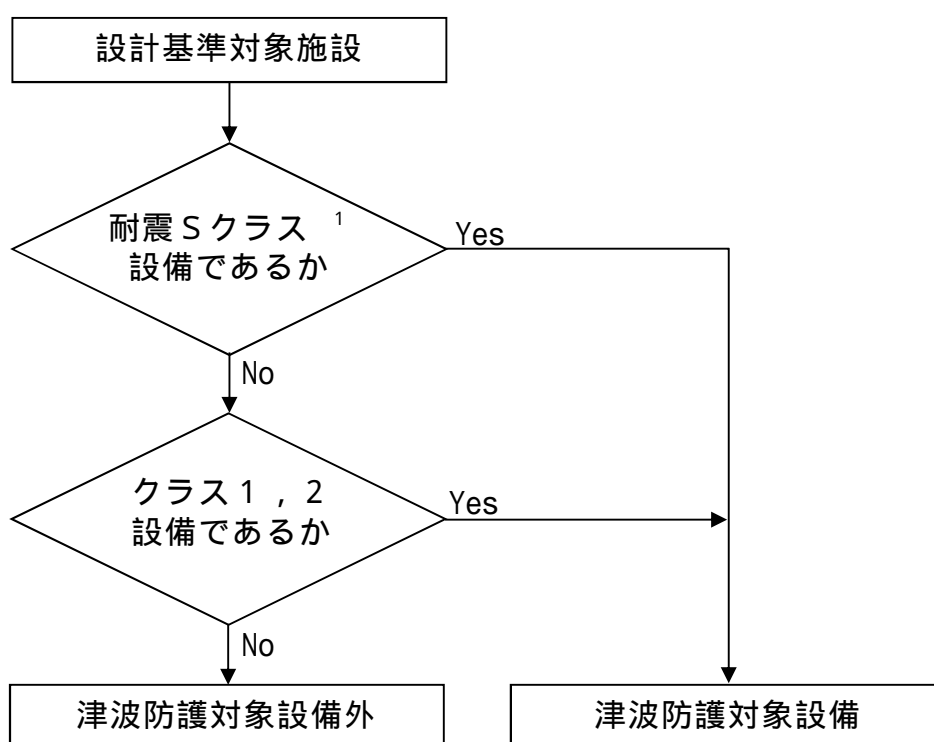 設計基準対象施設
耐震Sクラス 1
設備であるか
Yes
No
クラス1,2
設備であるか
Yes
No
津波防護対象設備外
津波防護対象設備